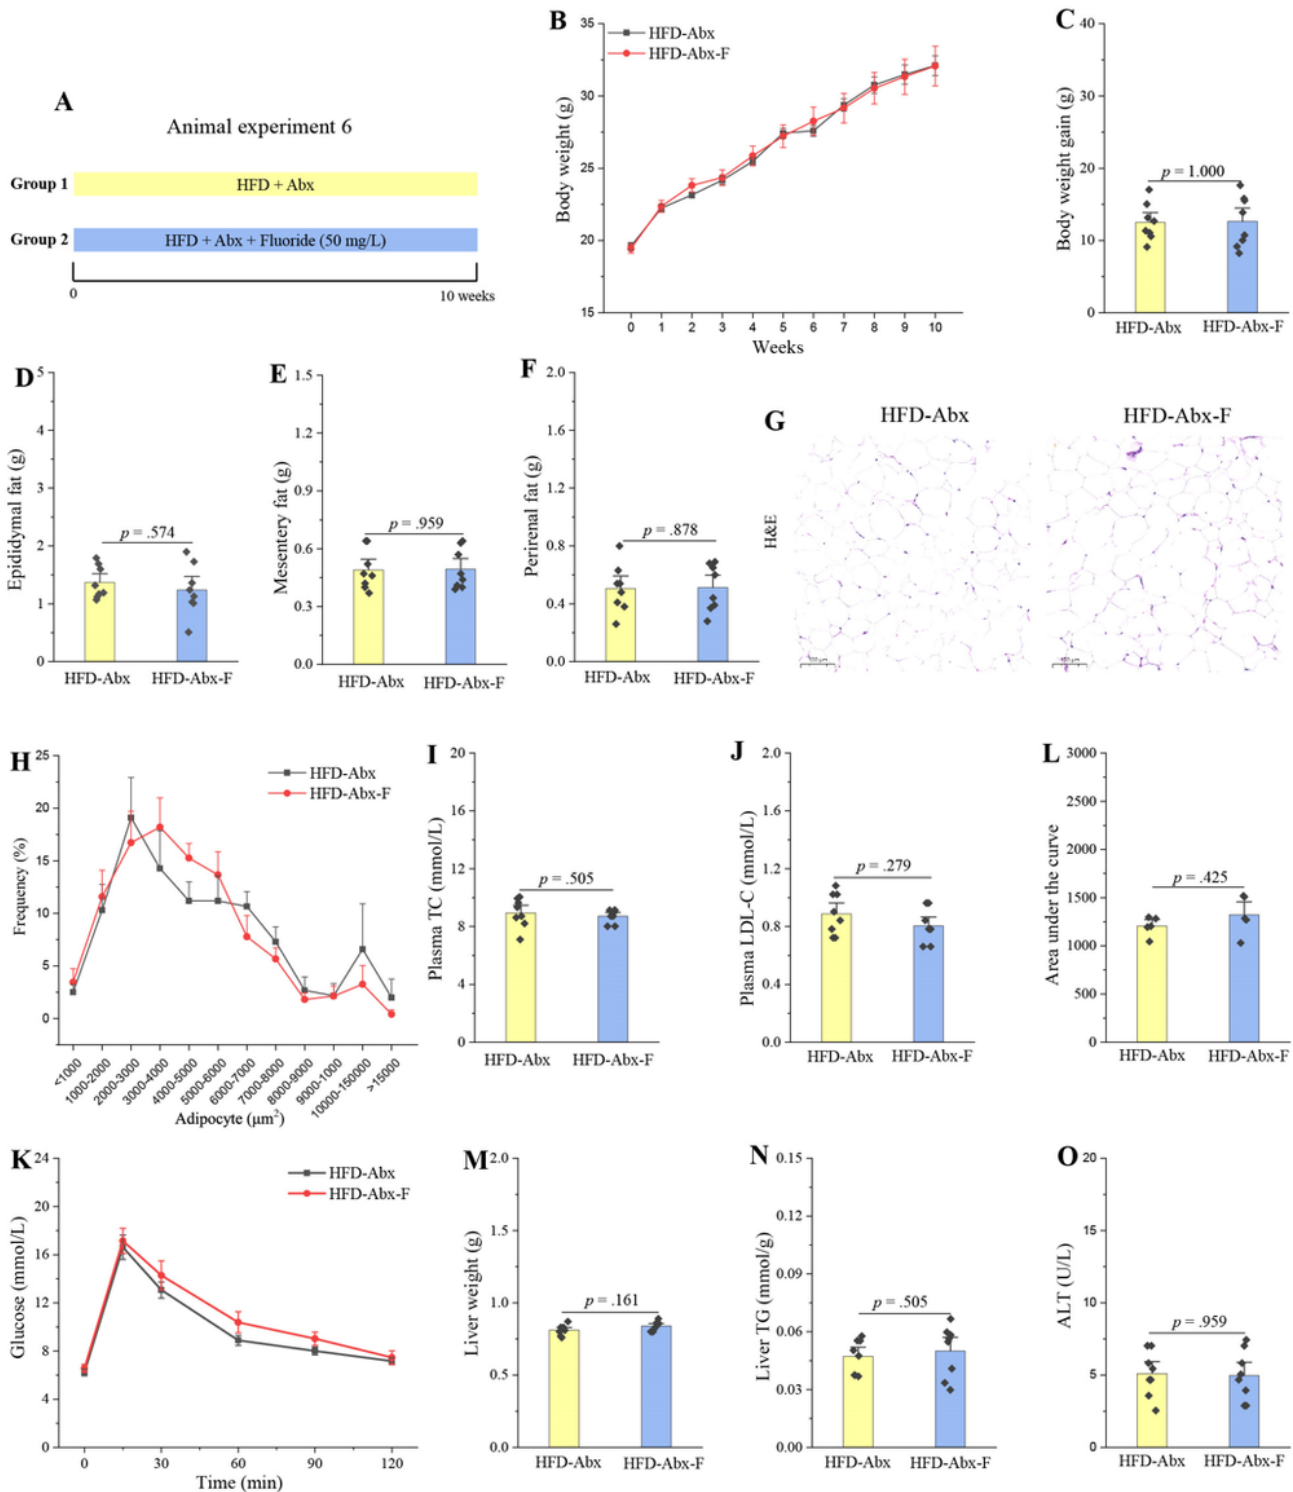 A
Animal experiment 6
Group 1
HFD + Abx
Group 2
HFD + Abx + Fluoride (50 mg/L)
0
10 weeks
B
HFD-Abx
HFD-Abx-F
Body weight (g)
35
30
25
20
15
0 1 2 3 4 5 6 7 8 9 10
Weeks
C
Body weight gain (g)
40
30
20
10
0
p = 1.000
HFD-Abx HFD-Abx-F
D
Epididymal fat (g)
5
4
3
2
1
0
p = .574
HFD-Abx HFD-Abx-F
E
Mesentery fat (g)
1.5
1.2
0.9
0.6
0.3
0.0
p = .959
HFD-Abx HFD-Abx-F
F
Perirenal fat (g)
2.0
1.6
1.2
0.8
0.4
0.0
p = .878
HFD-Abx HFD-Abx-F
G
HFD-Abx HFD-Abx-F
H&E
H
HFD-Abx
HFD-Abx-F
Frequency (%)
25
20
15
10
5
0
<1000
1000-2000
2000-3000
3000-4000
4000-5000
5000-6000
6000-7000
7000-8000
8000-9000
9000-1000
10000-150000
>15000
Adipocyte (μm²)
I
Plasma TC (mmol/L)
20
16
12
8
4
0
p = .505
HFD-Abx HFD-Abx-F
J
Plasma LDL-C (mmol/L)
2.0
1.6
1.2
0.8
0.4
0.0
p = .279
HFD-Abx HFD-Abx-F
L
Area under the curve
3000
2500
2000
1500
1000
500
0
p = .425
HFD-Abx HFD-Abx-F
K
HFD-Abx
HFD-Abx-F
Glucose (mmol/L)
24
20
16
12
8
4
0
0 30 60 90 120
Time (min)
M
Liver weight (g)
2.0
1.5
1.0
0.5
0.0
p = .161
HFD-Abx HFD-Abx-F
N
Liver TG (mmol/g)
0.15
0.12
0.09
0.06
0.03
0.00
p = .505
HFD-Abx HFD-Abx-F
O
ALT (U/L)
20
15
10
5
0
p = .959
HFD-Abx HFD-Abx-F